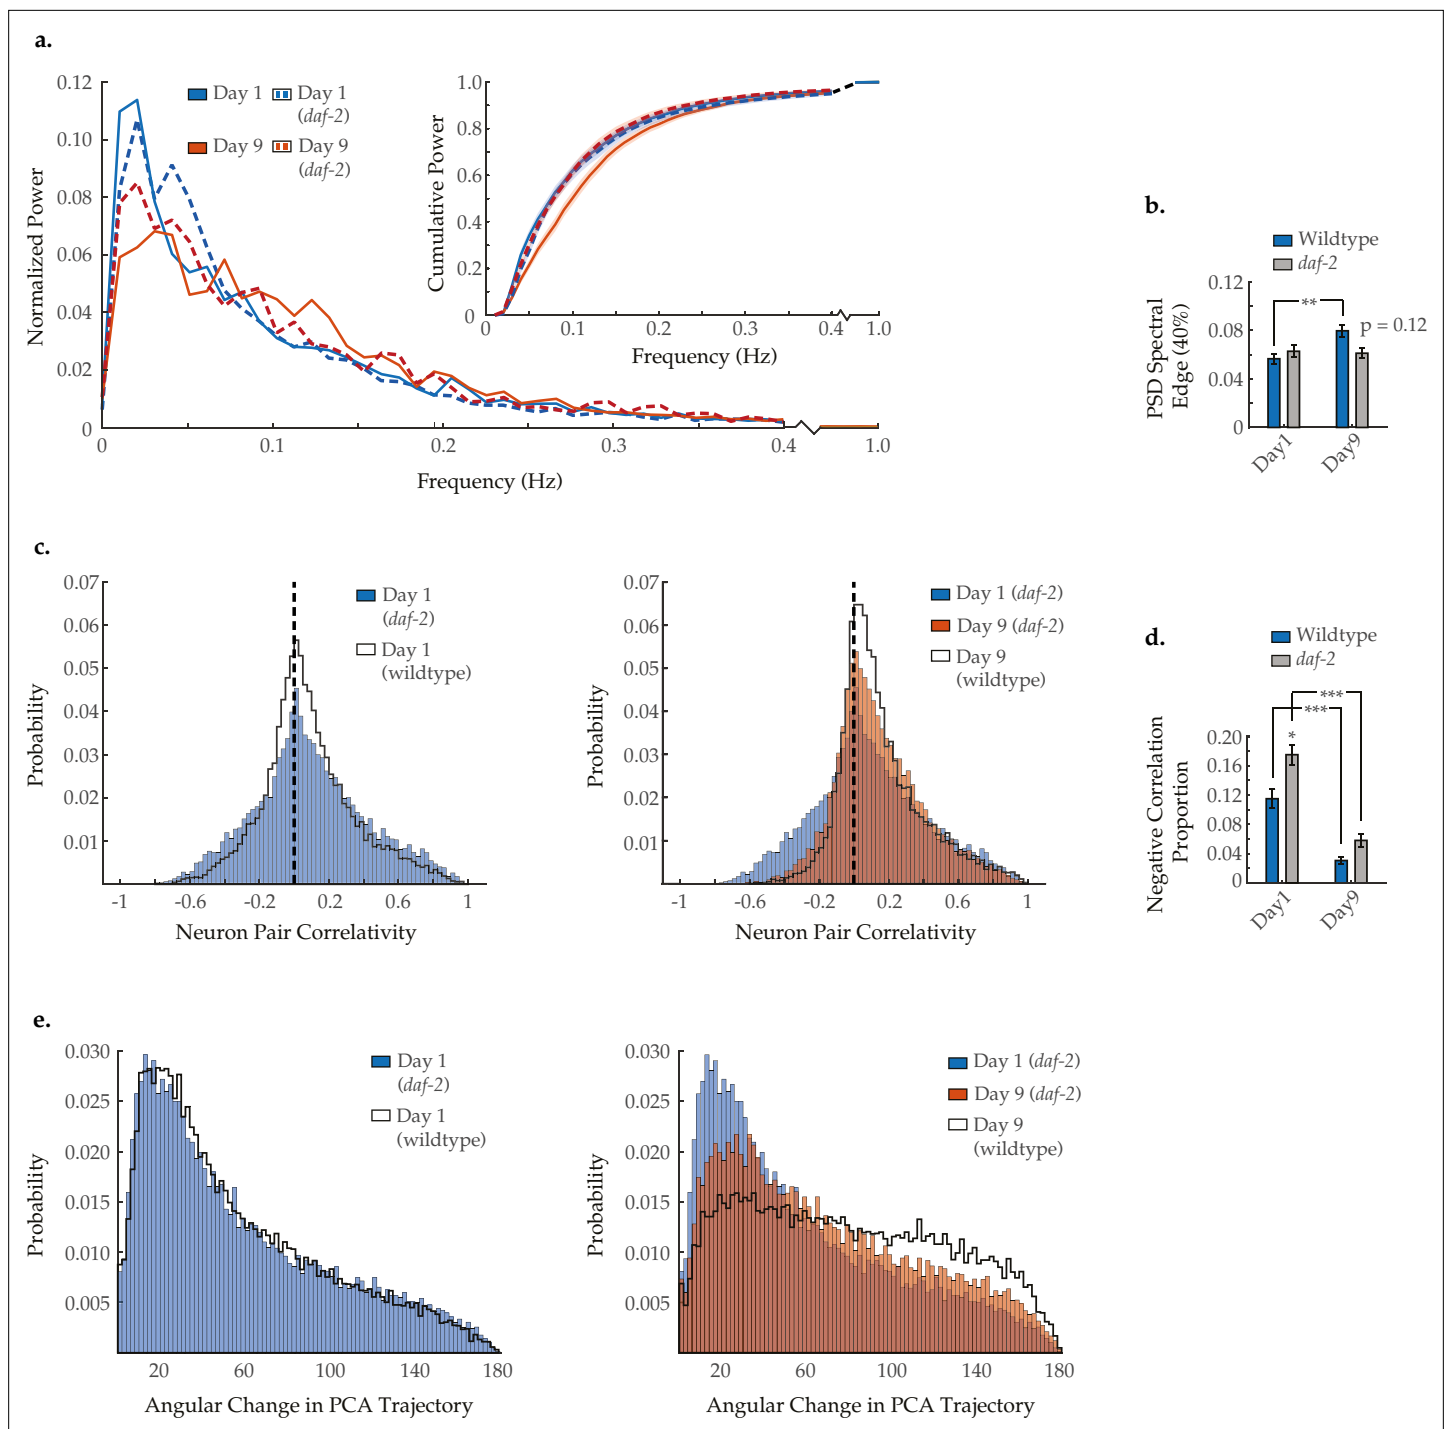 a.
0.12
0.10
0.08
0.06
0.04
0.02
0
Normalized Power
Day 1
Day 1
(daf-2)
Day 9
Day 9
(daf-2)
0
0.1
0.2
0.3
0.4
1.0
Frequency (Hz)
1.0
0.8
0.6
0.4
0.2
0
Cumulative Power
0
0.1
0.2
0.3
0.4
1.0
Frequency (Hz)
b.
Wildtype
daf-2
0.12
0.08
0.04
0
PSD Spectral
Edge (40%)
**
p = 0.12
Day1
Day9
c.
0.07
0.06
0.05
0.04
0.03
0.02
0.01
Probability
Day 1
(daf-2)
Day 1
(wildtype)
-1
-0.6
-0.2
0.2
0.6
1
Neuron Pair Correlativity
0.07
0.06
0.05
0.04
0.03
0.02
0.01
Probability
Day 1 (daf-2)
Day 9 (daf-2)
Day 9
(wildtype)
-1
-0.6
-0.2
0.2
0.6
1
Neuron Pair Correlativity
d.
Wildtype
daf-2
***
***
*
0.20
0.16
0.12
0.08
0.04
0
Negative Correlation
Proportion
Day1
Day9
e.
0.030
0.025
0.020
0.015
0.010
0.005
Probability
Day 1
(daf-2)
Day 1
(wildtype)
20
60
100
140
180
Angular Change in PCA Trajectory
0.030
0.025
0.020
0.015
0.010
0.005
Probability
Day 1 (daf-2)
Day 9 (daf-2)
Day 9
(wildtype)
20
60
100
140
180
Angular Change in PCA Trajectory